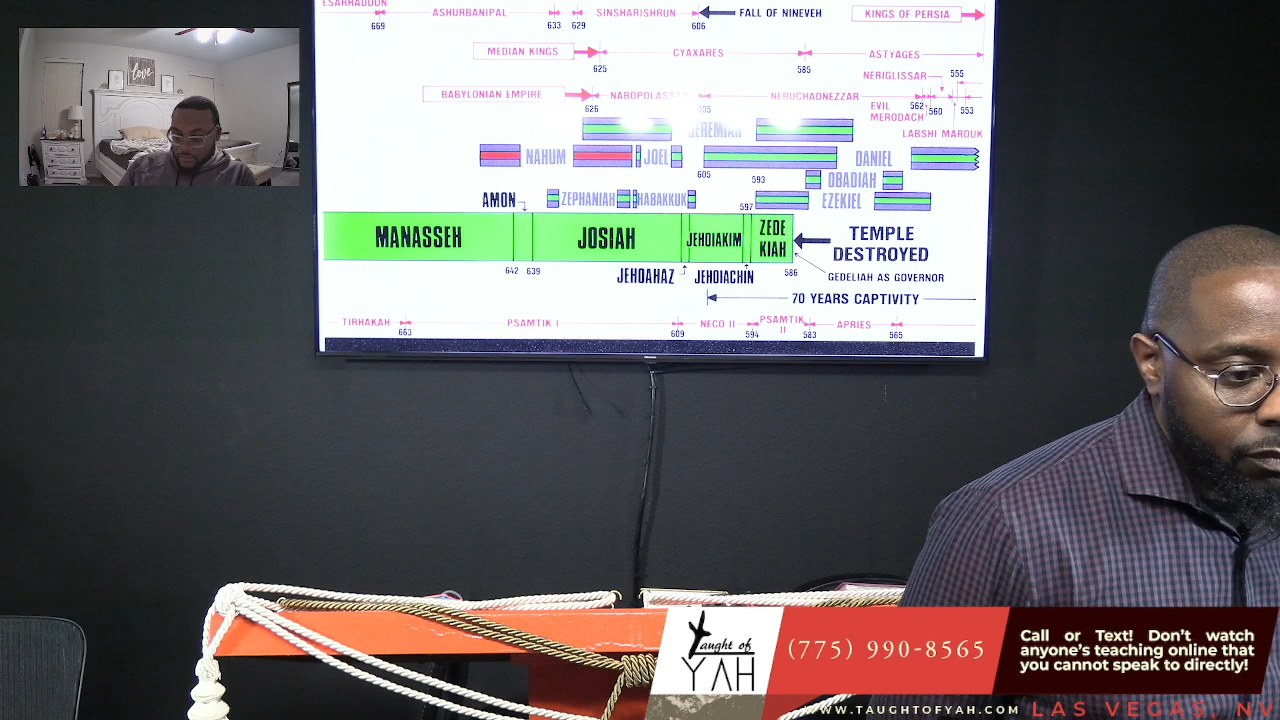 ESARHADDON
ASHURBANIPAL
SINSHARISHRUN
FALL OF NINEVEH
KINGS OF PERSIA
669
633
629
606
MEDIAN KINGS
CYAXARES
ASTYAGES
625
585
NERIGLISSAR
555
BABYLONIAN EMPIRE
NABOPOLASSAR
NEBUCHADNEZZAR
626
605
EVIL
MERODACH
562
560
553
JEREMIAH
LABSHI MARDUK
NAHUM
JOEL
DANIEL
605
593
OBADIAH
AMON
ZEPHANIAH
HABAKKUK
597
EZEKIEL
MANASSEH
JOSIAH
JEHOIAKIM
ZEDE
KIAH
TEMPLE
DESTROYED
642
639
JEHOAHAZ
JEHOIACHIN
586
GEDELIAH AS GOVERNOR
70 YEARS CAPTIVITY
TIRHAKAH
663
PSAMTIK I
609
NECO II
594
PSAMTIK
II
583
APRIES
565
Hisense
love
Taught of
YAH
(775) 990-8565
Call or Text! Don't watch
anyone's teaching online that
you cannot speak to directly!
WWW.TAUGHTOFYAH.COM
LAS VEGAS, NV